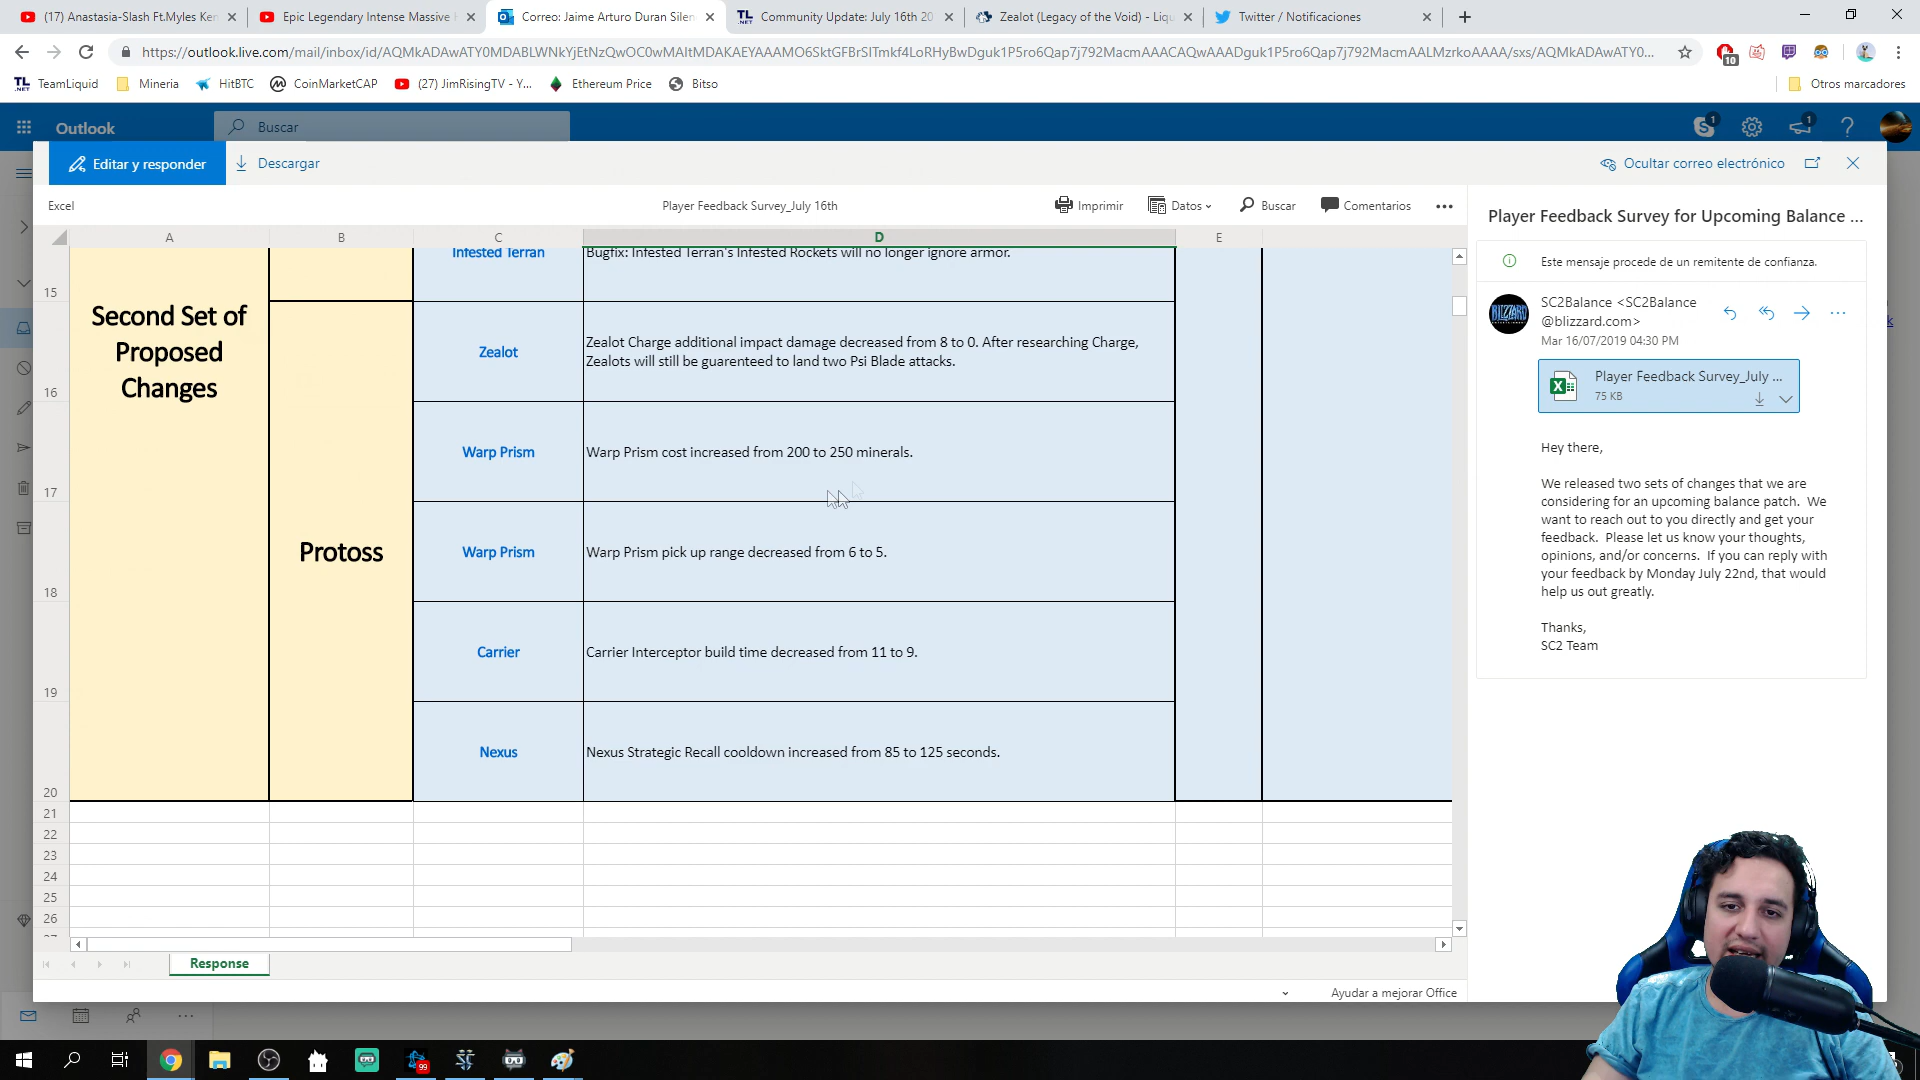 (17) Anastasia-Slash Ft.Myles Ken
Epic Legendary Intense Massive H
Correo: Jaime Arturo Duran Silen
TL .NET Community Update: July 16th 20
Zealot (Legacy of the Void) - Liqu
Twitter / Notificaciones
https://outlook.live.com/mail/inbox/id/
10
TL .NET TeamLiquid
Mineria
HitBTC
CoinMarketCAP
(27) JimRisingTV - Y...
Ethereum Price
Bitso
Otros marcadores
Outlook
Buscar
1
1
Editar y responder
Descargar
Ocultar correo electrónico
Excel
Player Feedback Survey_July 16th
Imprimir
Datos
Buscar
Comentarios
A B C D E
15
Infested Terran
Bugfix: Infested Terran's Infested Rockets will no longer ignore armor.
Second Set of
Proposed
Changes
16
Zealot
Zealot Charge additional impact damage decreased from 8 to 0. After researching Charge,
Zealots will still be guarenteed to land two Psi Blade attacks.
17
Warp Prism
Warp Prism cost increased from 200 to 250 minerals.
Protoss
18
Warp Prism
Warp Prism pick up range decreased from 6 to 5.
19
Carrier
Carrier Interceptor build time decreased from 11 to 9.
20
Nexus
Nexus Strategic Recall cooldown increased from 85 to 125 seconds.
21
22
23
24
25
26
Response
Ayudar a mejorar Office
Player Feedback Survey for Upcoming Balance ...
Este mensaje procede de un remitente de confianza.
BLIZZARD
SC2Balance <SC2Balance
@blizzard.com>
Mar 16/07/2019 04:30 PM
Player Feedback Survey_July ...
75 KB
Hey there,
We released two sets of changes that we are
considering for an upcoming balance patch. We
want to reach out to you directly and get your
feedback. Please let us know your thoughts,
opinions, and/or concerns. If you can reply with
your feedback by Monday July 22nd, that would
help us out greatly.
Thanks,
SC2 Team
99